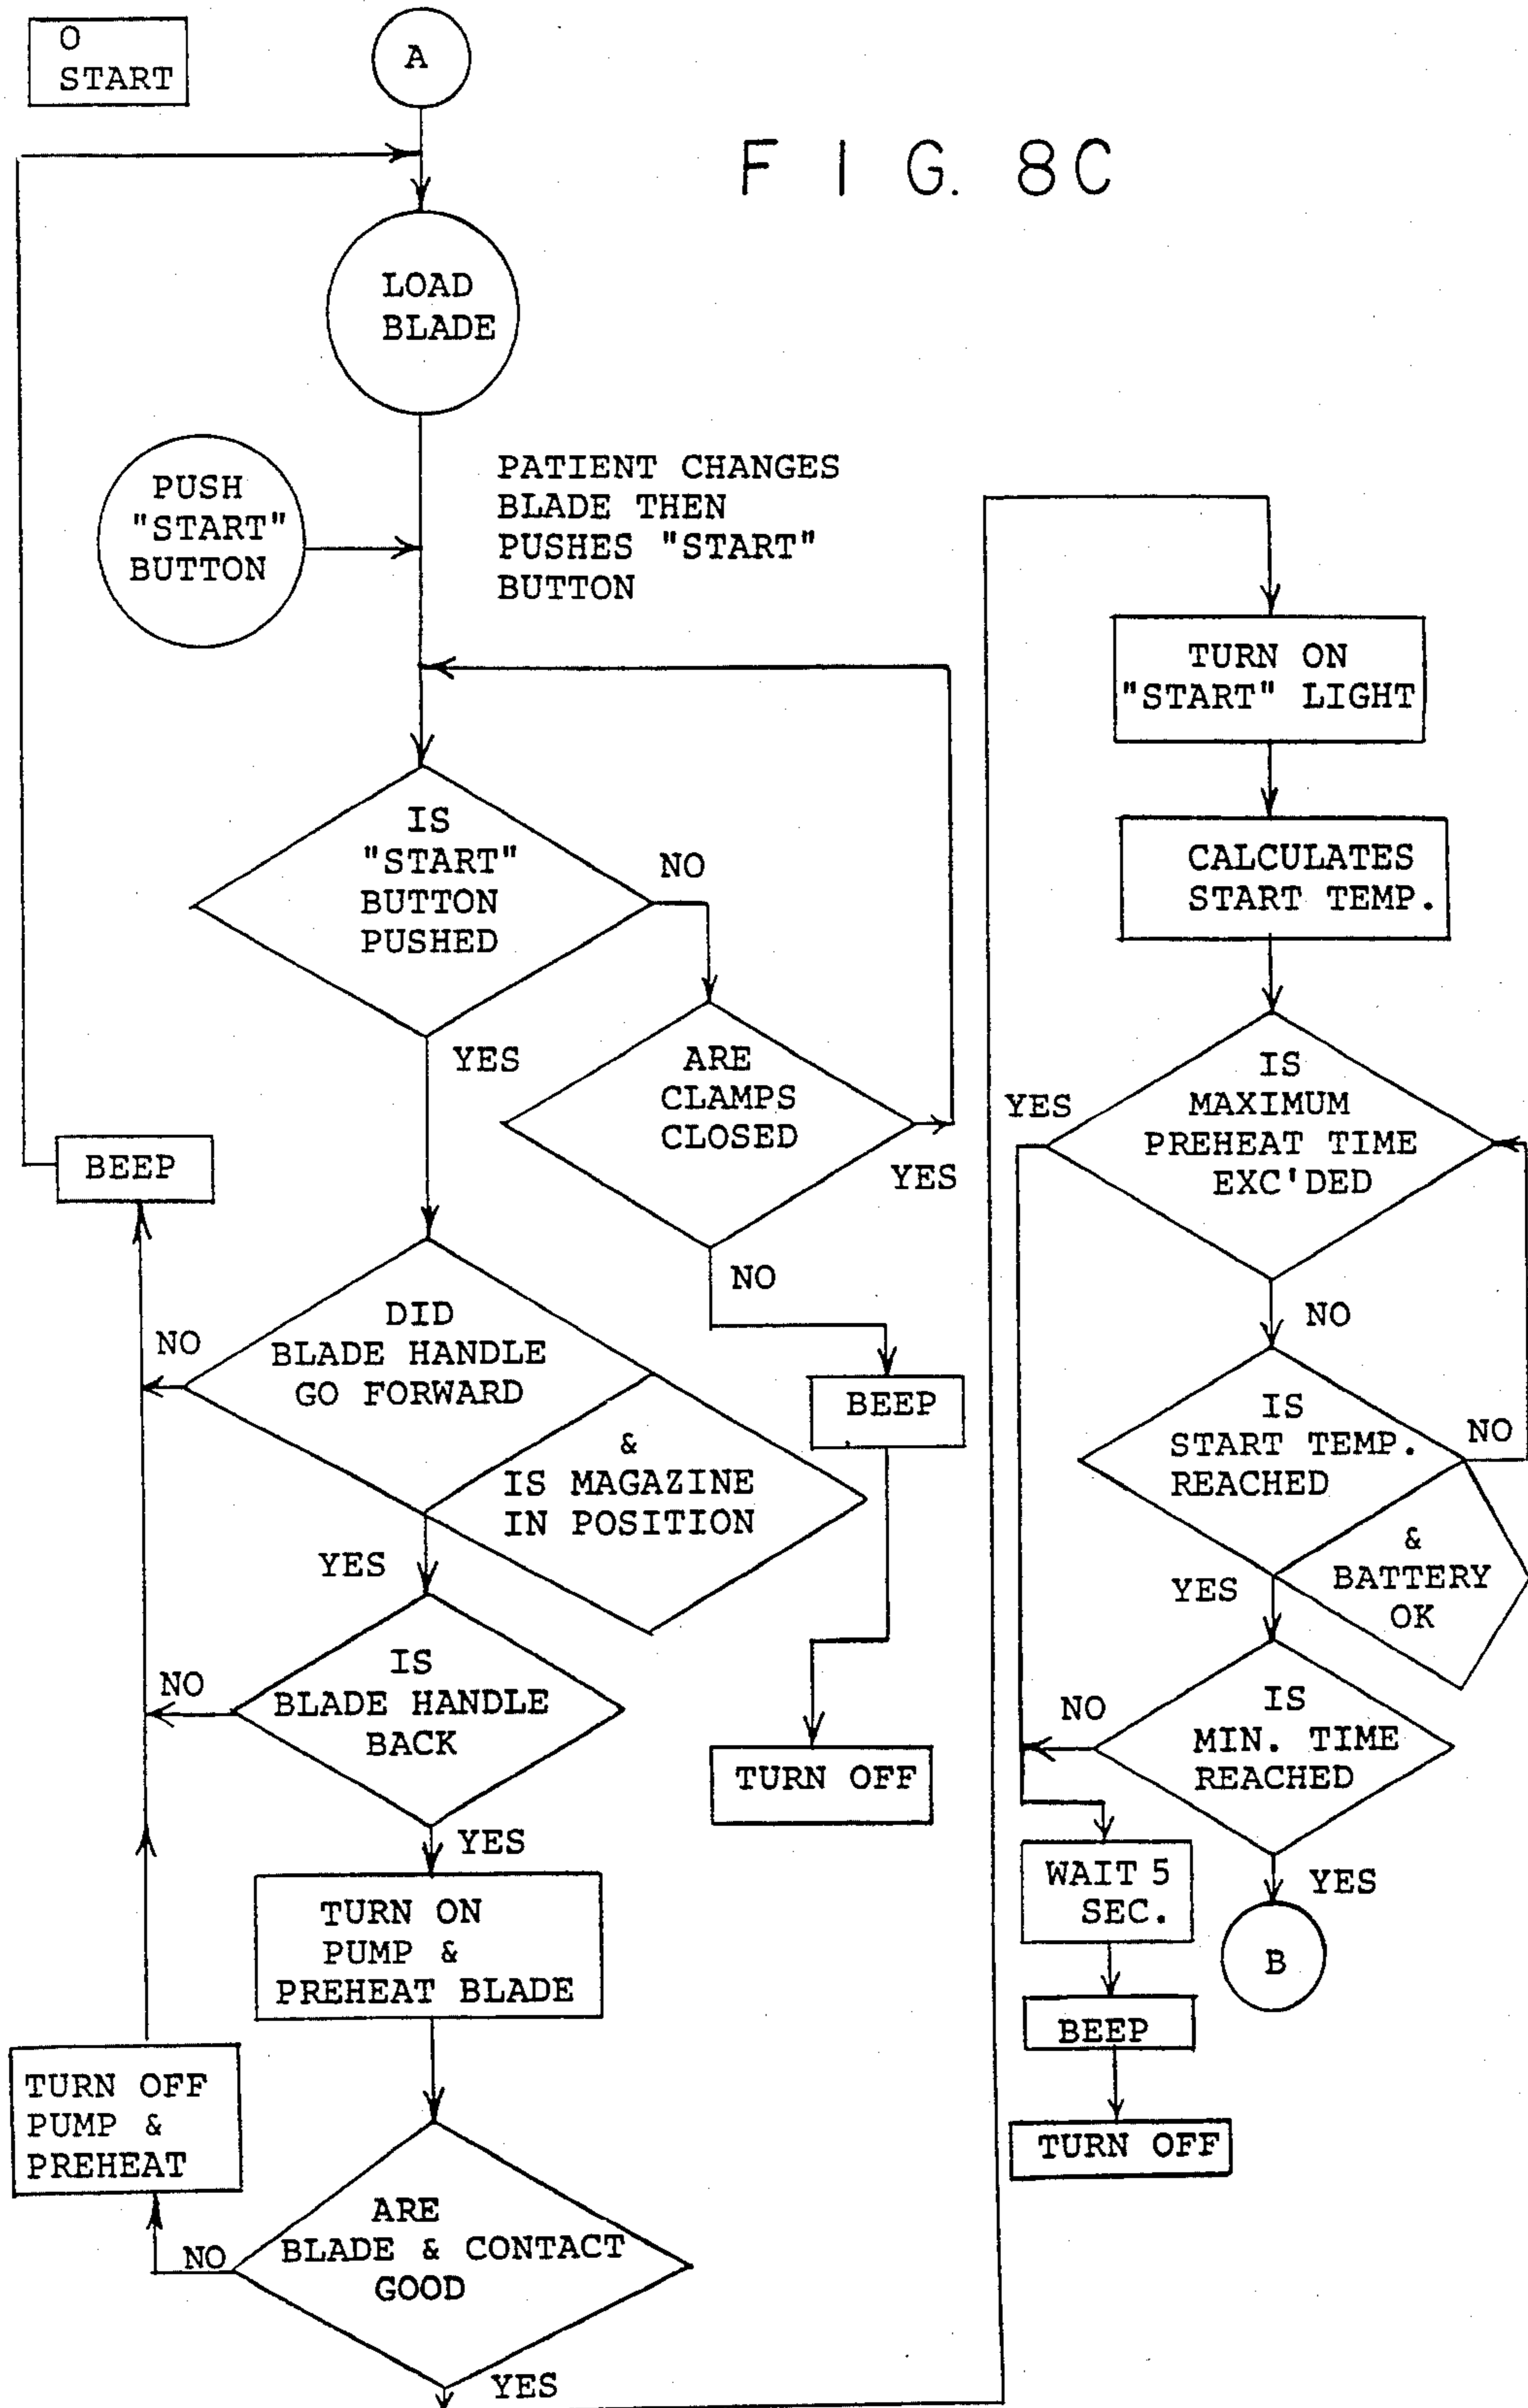 O
START
A
F I G. 8C
LOAD
BLADE
PUSH
"START"
BUTTON
PATIENT CHANGES
BLADE THEN
PUSHES "START"
BUTTON
IS
"START"
BUTTON
PUSHED
NO
YES
ARE
CLAMPS
CLOSED
YES
NO
BEEP
TURN OFF
BEEP
DID
BLADE HANDLE
GO FORWARD
NO
&
IS MAGAZINE
IN POSITION
YES
IS
BLADE HANDLE
BACK
NO
YES
TURN ON
PUMP &
PREHEAT BLADE
TURN OFF
PUMP &
PREHEAT
ARE
BLADE & CONTACT
GOOD
NO
YES
TURN ON
"START" LIGHT
CALCULATES
START TEMP.
IS
MAXIMUM
PREHEAT TIME
EXC'DED
YES
NO
IS
START TEMP.
REACHED
NO
&
BATTERY
OK
YES
IS
MIN. TIME
REACHED
NO
YES
WAIT 5
SEC.
B
BEEP
TURN OFF